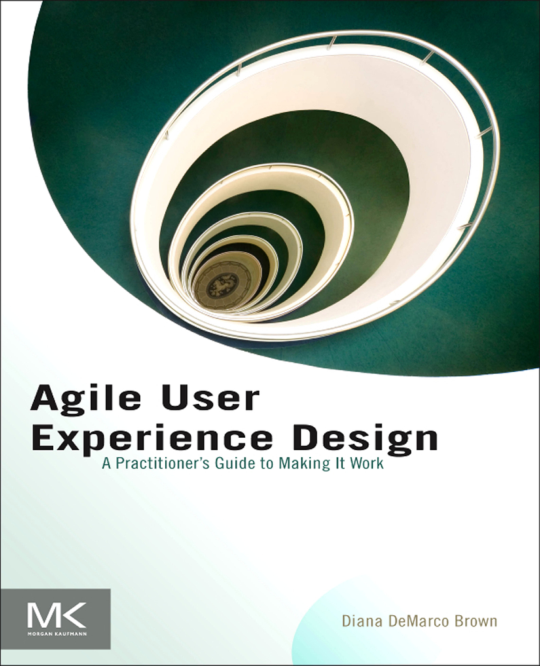 Agile User
Experience Design
A Practitioner's Guide to Making It Work
MK
MORGAN KAUFMANN
Diana DeMarco Brown